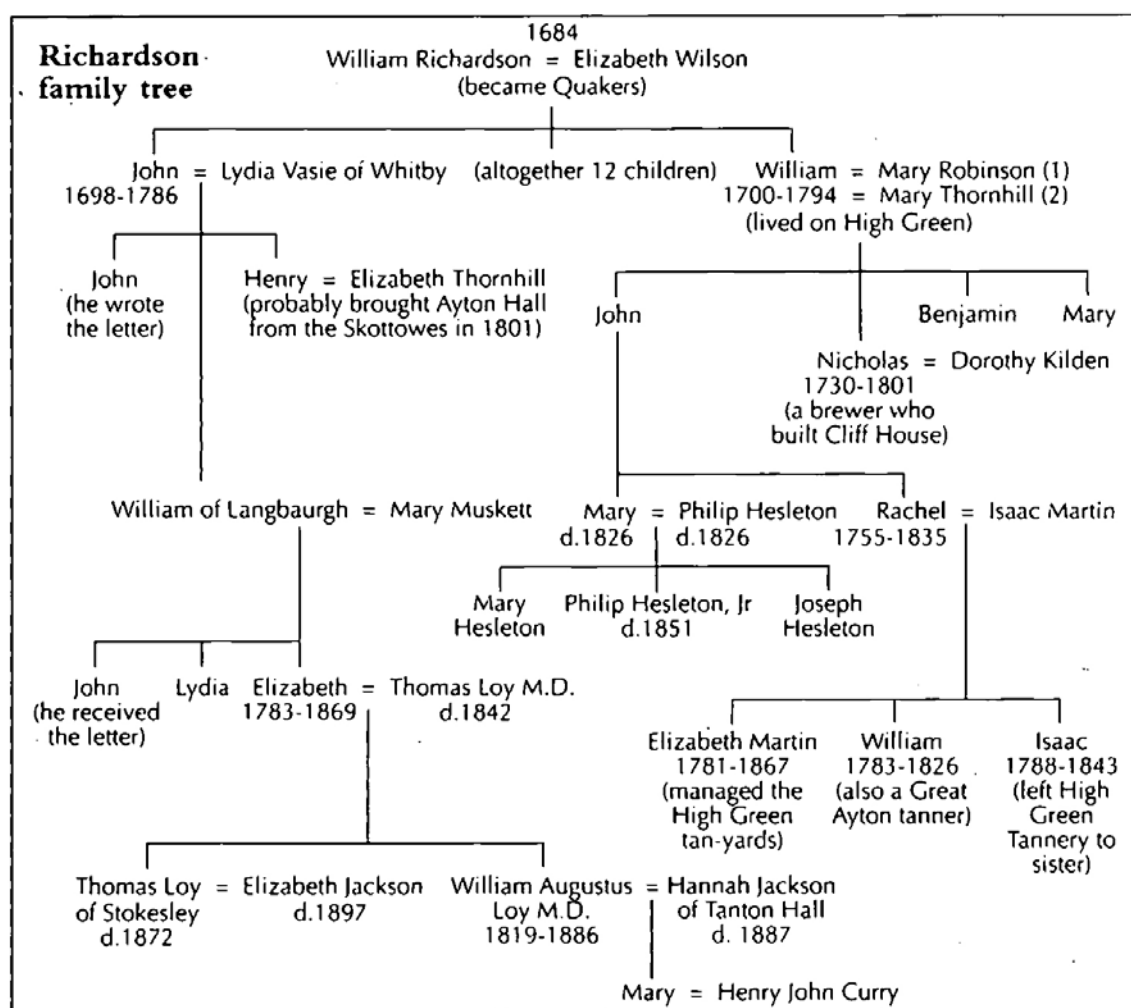 Richardson
family tree
1684
William Richardson = Elizabeth Wilson
(became Quakers)
John = Lydia Vasie of Whitby
1698-1786
(altogether 12 children)
William = Mary Robinson (1)
1700-1794 = Mary Thornhill (2)
(lived on High Green)
John
(he wrote
the letter)
Henry = Elizabeth Thornhill
(probably brought Ayton Hall
from the Skottowes in 1801)
John
Benjamin
Mary
Nicholas = Dorothy Kilden
1730-1801
(a brewer who
built Cliff House)
William of Langbaurgh = Mary Muskett
Mary = Philip Hesleton
d.1826 d.1826
Rachel = Isaac Martin
1755-1835
Mary
Hesleton
Philip Hesleton, Jr
d.1851
Joseph
Hesleton
John
(he received
the letter)
Lydia
Elizabeth = Thomas Loy M.D.
1783-1869 d.1842
Elizabeth Martin
1781-1867
(managed the
High Green
tan-yards)
William
1783-1826
(also a Great
Ayton tanner)
Isaac
1788-1843
(left High
Green
Tannery to
sister)
Thomas Loy = Elizabeth Jackson
of Stokesley d.1897
d.1872
William Augustus = Hannah Jackson
Loy M.D. of Tanton Hall
1819-1886 d. 1887
Mary = Henry John Curry